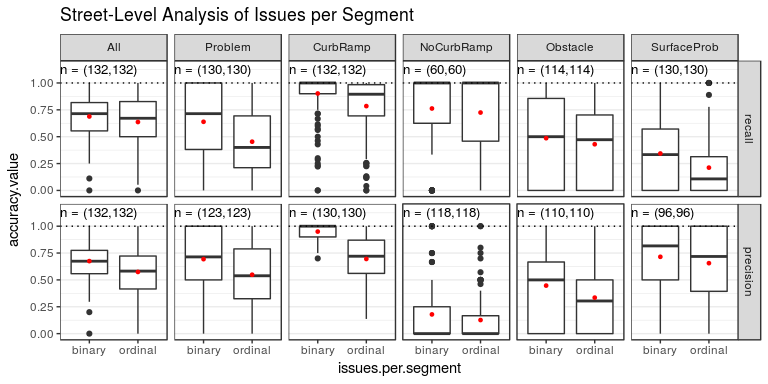 Street-Level Analysis of Issues per Segment
All Problem CurbRamp NoCurbRamp Obstacle SurfaceProb
n = (132,132) n = (130,130) n = (132,132) n = (60,60) n = (114,114) n = (130,130)
1.00
0.75
0.50
0.25
0.00
recall
n = (132,132) n = (123,123) n = (130,130) n = (118,118) n = (110,110) n = (96,96)
1.00
0.75
0.50
0.25
0.00
precision
accuracy.value
binary ordinal binary ordinal binary ordinal binary ordinal binary ordinal binary ordinal
issues.per.segment